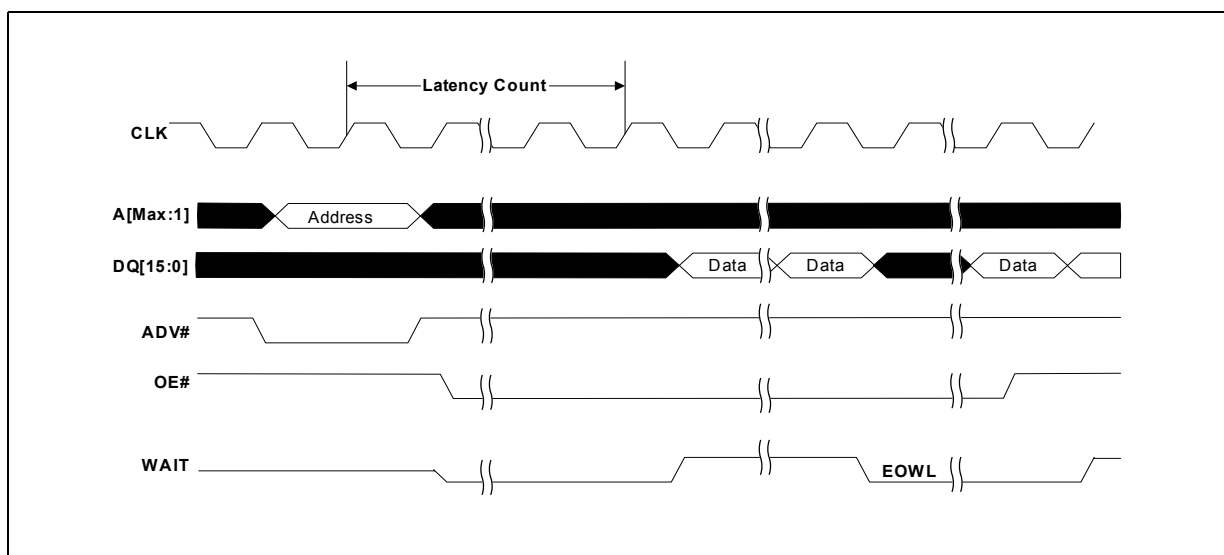 Latency Count
CLK
A[Max:1]
Address
DQ[15:0]
Data
Data
Data
ADV#
OE#
WAIT
EOWL